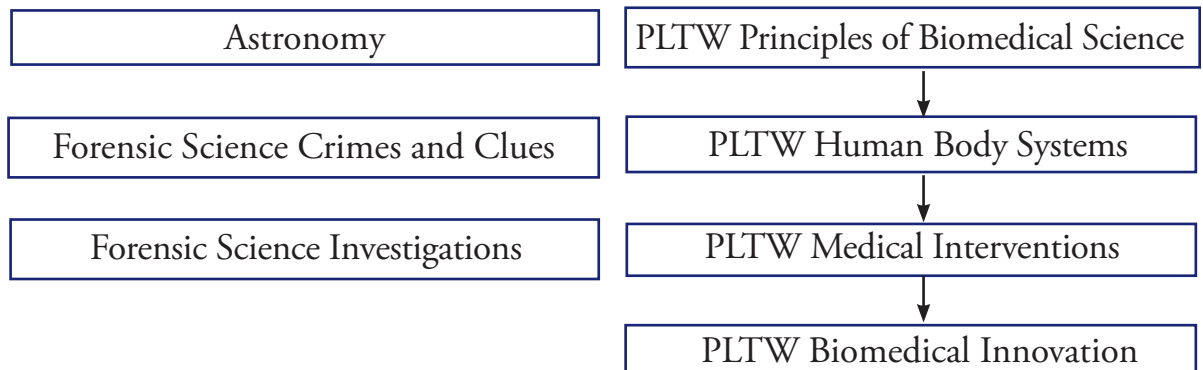 Astronomy
Forensic Science Crimes and Clues
Forensic Science Investigations
PLTW Principles of Biomedical Science
PLTW Human Body Systems
PLTW Medical Interventions
PLTW Biomedical Innovation